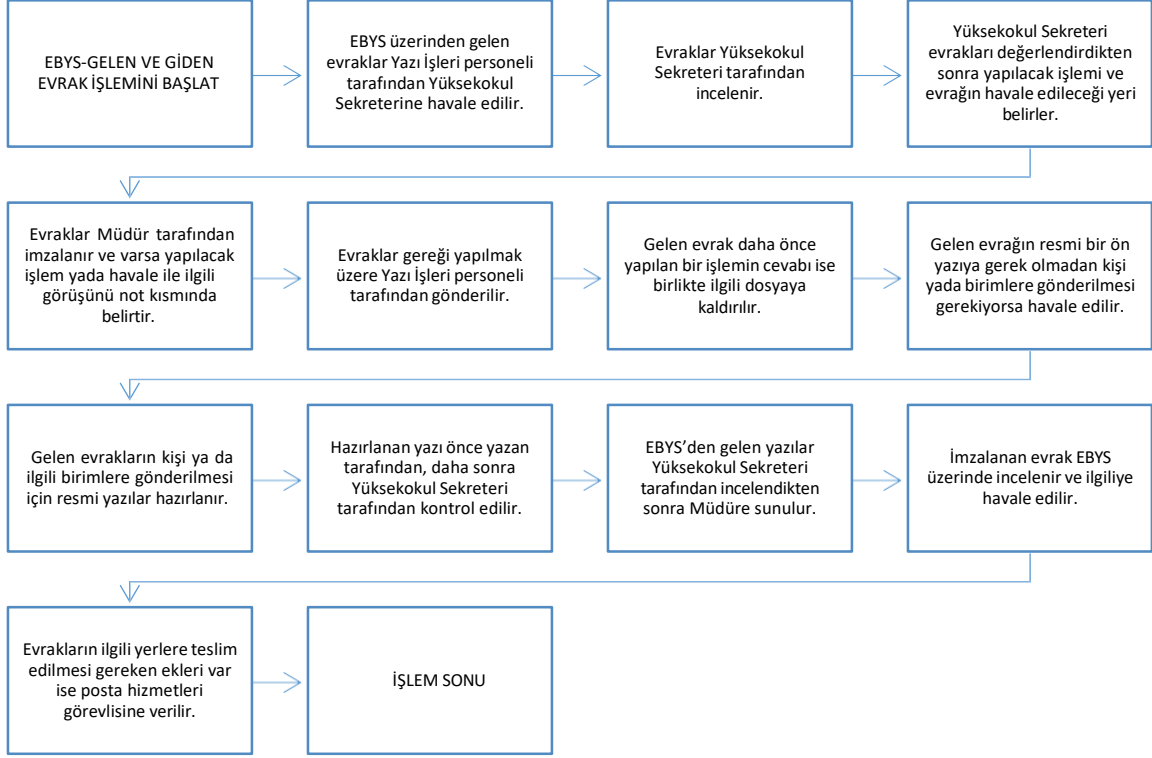 EBYS-GELEN VE GİDEN
EVRAK İŞLEMİNİ BAŞLAT
EBYS üzerinden gelen
evraklar Yazı İşleri personeli
tarafından Yüksekokul
Sekreterine havale edilir.
Evraklar Yüksekokul
Sekreteri tarafından
incelenir.
Yüksekokul Sekreteri
evrakları değerlendirdikten
sonra yapılacak işlemi ve
evrağın havale edileceği yeri
belirler.
Evraklar Müdür tarafından
imzalanır ve varsa yapılacak
işlem yada havale ile ilgili
görüşünü not kısmında
belirtir.
Evraklar gereği yapılmak
üzere Yazı İşleri personeli
tarafından gönderilir.
Gelen evrak daha önce
yapılan bir işlemin cevabı ise
birlikte ilgili dosyaya
kaldırılır.
Gelen evrağın resmi bir ön
yazıya gerek olmadan kişi
yada birimlere gönderilmesi
gerekiyorsa havale edilir.
Gelen evrakların kişi ya da
ilgili birimlere gönderilmesi
için resmi yazılar hazırlanır.
Hazırlanan yazı önce yazan
tarafından, daha sonra
Yüksekokul Sekreteri
tarafından kontrol edilir.
EBYS’den gelen yazılar
Yüksekokul Sekreteri
tarafından incelendikten
sonra Müdüre sunulur.
İmzalanan evrak EBYS
üzerinde incelenir ve ilgiliye
havale edilir.
Evrakların ilgili yerlere teslim
edilmesi gereken ekleri var
ise posta hizmetleri
görevlisine verilir.
İŞLEM SONU